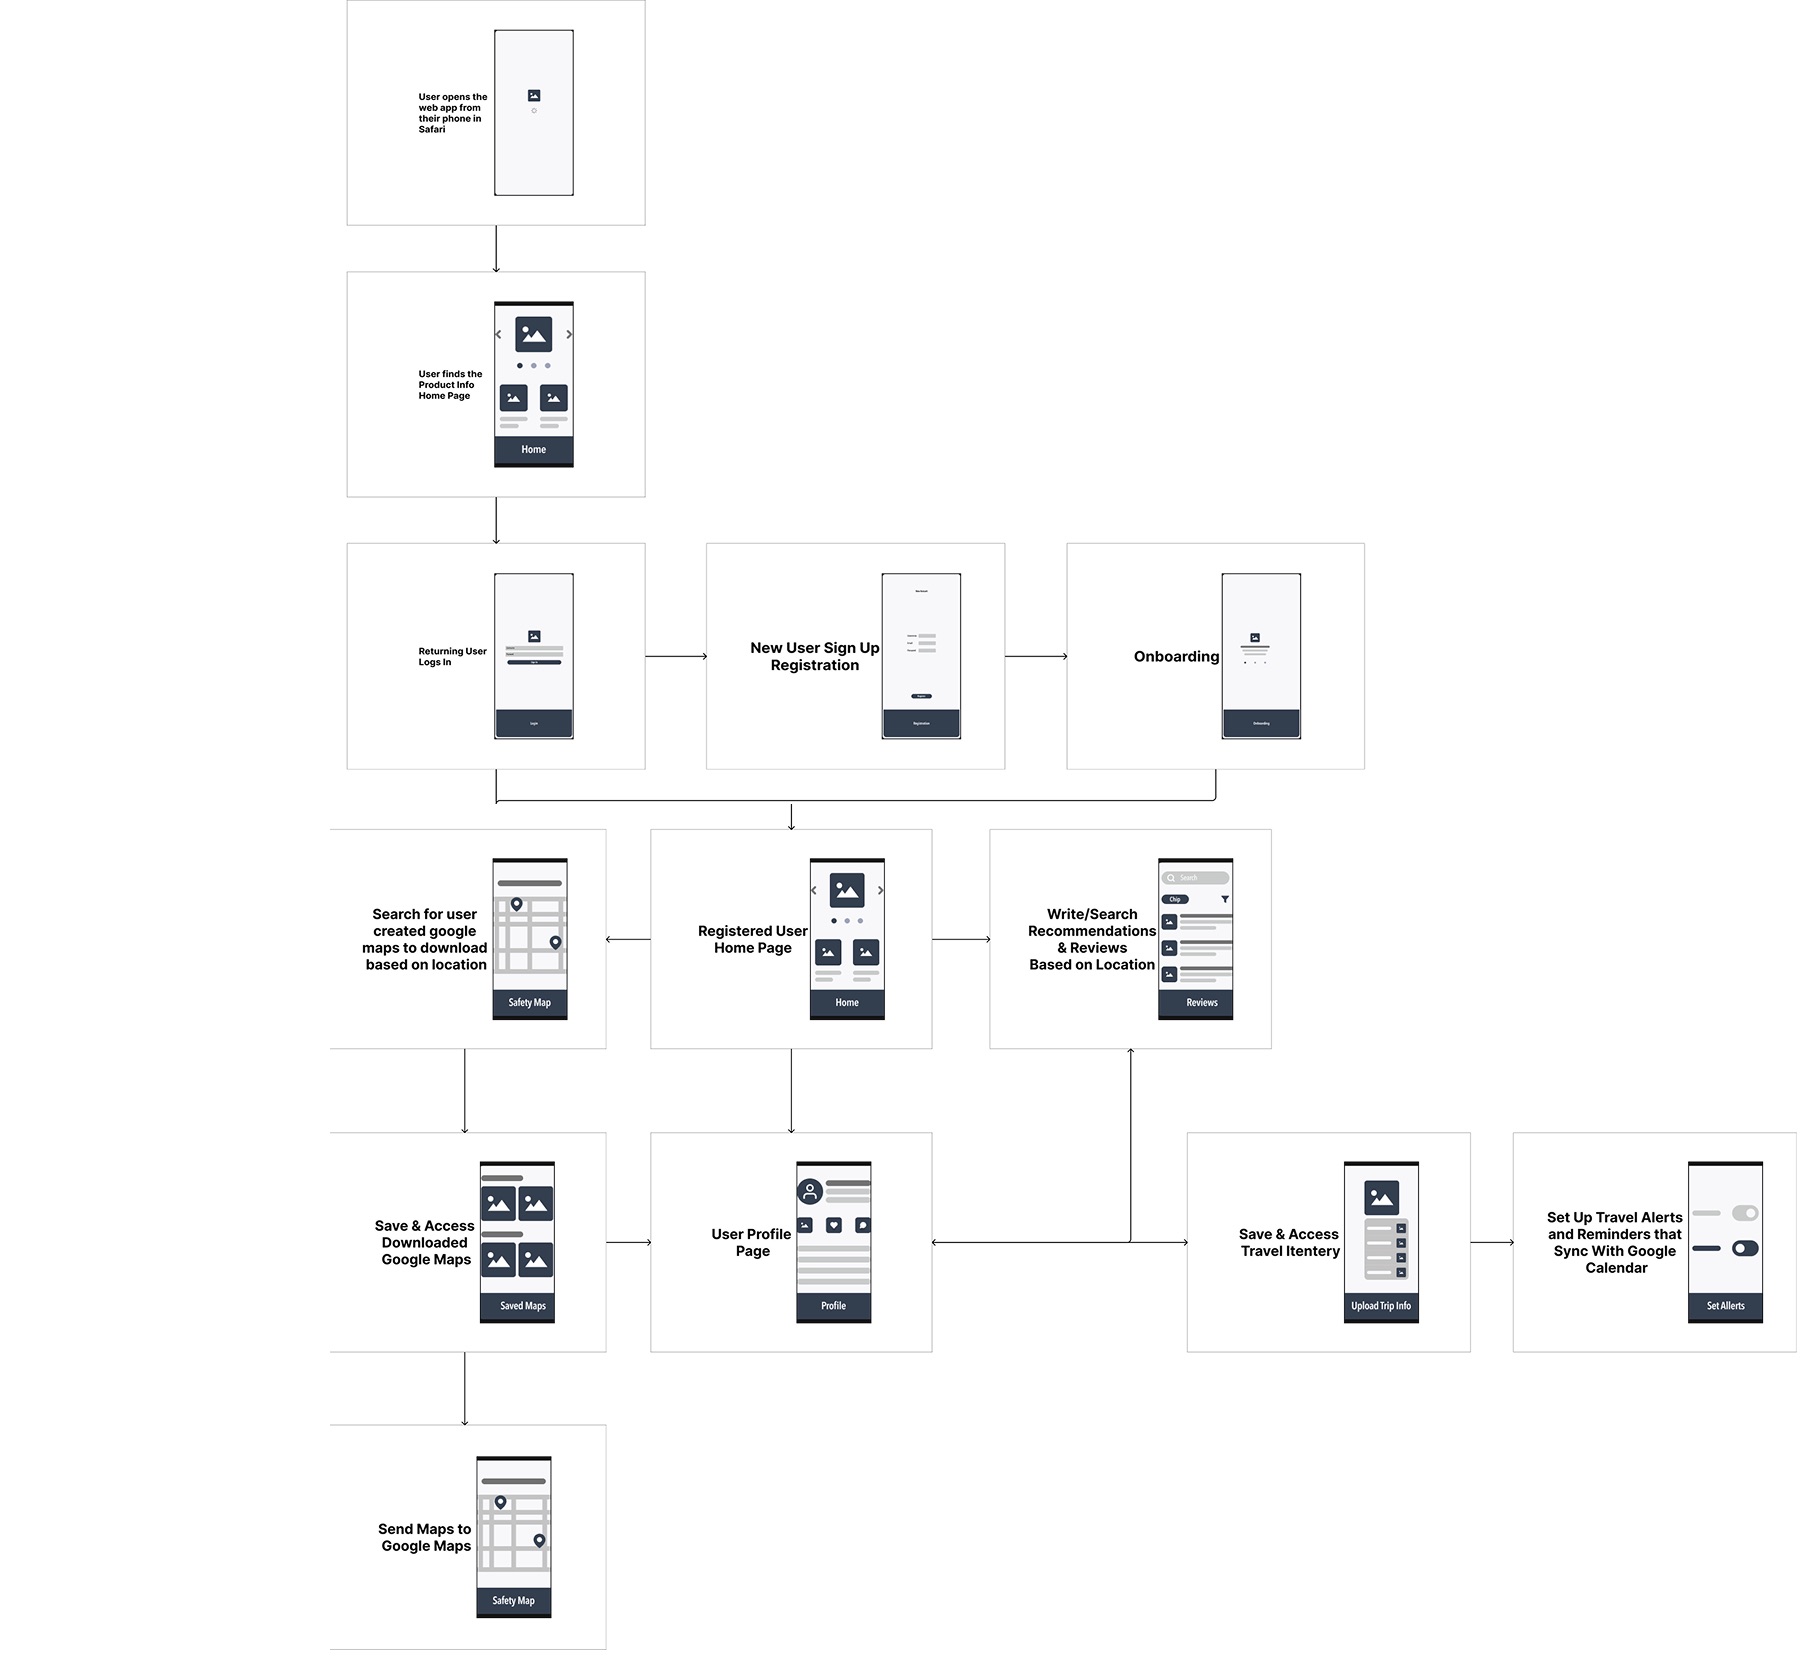 User opens the
web app from
their phone in
Safari
User finds the
Product Info
Home Page
Home
Returning User
Logs In
Sign In
Login
New User Sign Up
Registration
Registration
Onboarding
Onboarding
Search for user
created google
maps to download
based on location
Safety Map
Registered User
Home Page
Home
Write/Search
Recommendations
& Reviews
Based on Location
Search
Chip
Reviews
Save & Access
Downloaded
Google Maps
Saved Maps
User Profile
Page
Profile
Save & Access
Travel Itentery
Upload Trip Info
Set Up Travel Alerts
and Reminders that
Sync With Google
Calendar
Set Allerts
Send Maps to
Google Maps
Safety Map